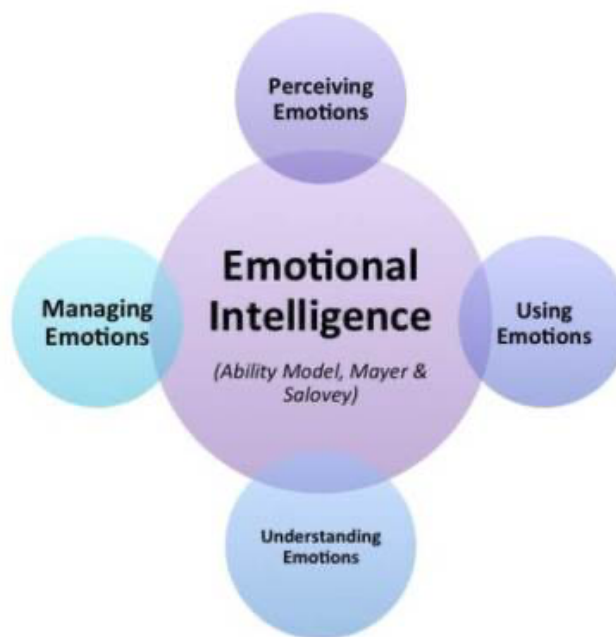 Perceiving
Emotions
Emotional
Intelligence
(Ability Model, Mayer &
Salovey)
Managing
Emotions
Using
Emotions
Understanding
Emotions